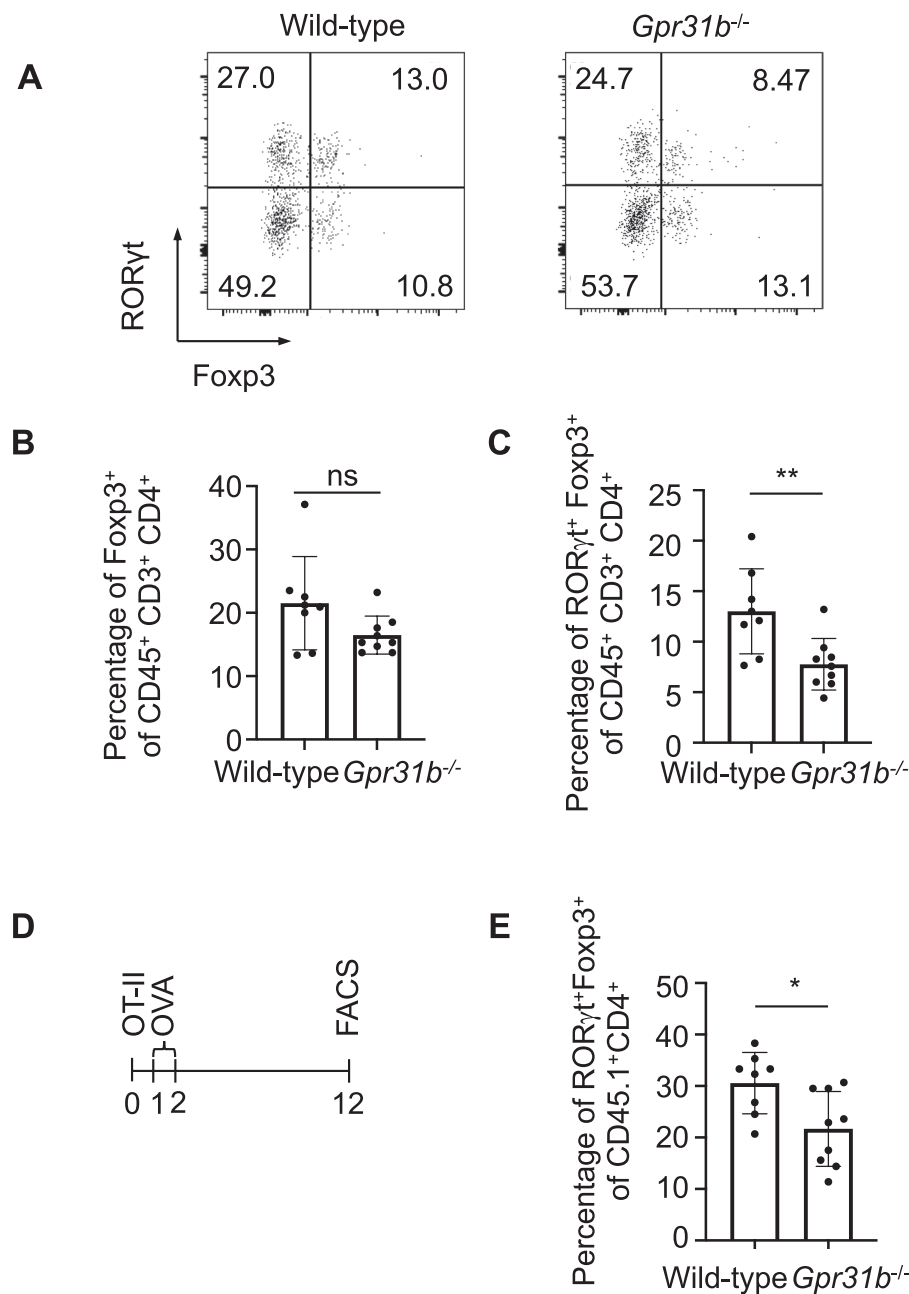 Wild-type Gpr31b-/-
A
27.0 13.0 24.7 8.47
49.2 10.8 53.7 13.1
RORγt
Foxp3
B
Percentage of Foxp3+
of CD45+ CD3+ CD4+
ns
40
30
20
10
0
Wild-type Gpr31b-/-
C
Percentage of RORγt+ Foxp3+
of CD45+ CD3+ CD4+
**
25
20
15
10
5
0
Wild-type Gpr31b-/-
D
OT-II
OVA
FACS
0 1 2 12
E
Percentage of RORγt+Foxp3+
of CD45.1+CD4+
*
50
40
30
20
10
0
Wild-type Gpr31b-/-